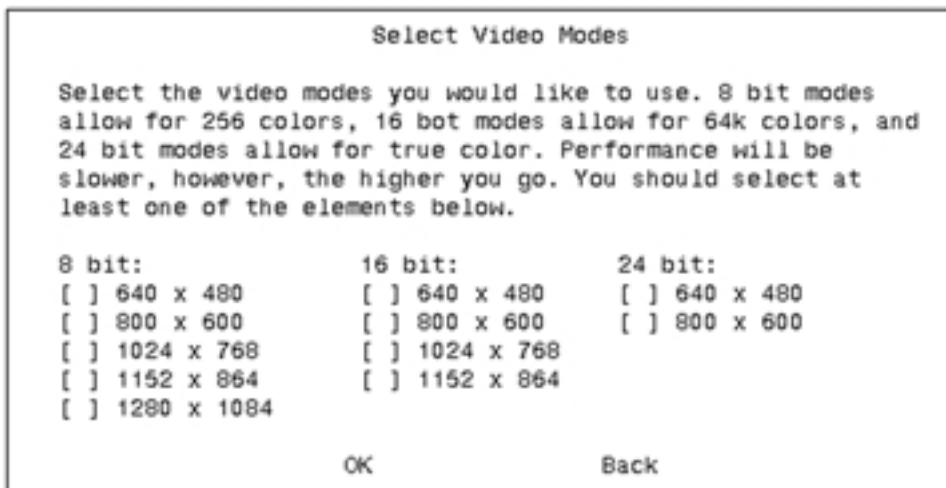 Select Video Modes
Select the video modes you would like to use. 8 bit modes
allow for 256 colors, 16 bot modes allow for 64k colors, and
24 bit modes allow for true color. Performance will be
slower, however, the higher you go. You should select at
least one of the elements below.
8 bit: 16 bit: 24 bit:
[ ] 640 x 480 [ ] 640 x 480 [ ] 640 x 480
[ ] 800 x 600 [ ] 800 x 600 [ ] 800 x 600
[ ] 1024 x 768 [ ] 1024 x 768
[ ] 1152 x 864 [ ] 1152 x 864
[ ] 1280 x 1084
OK Back